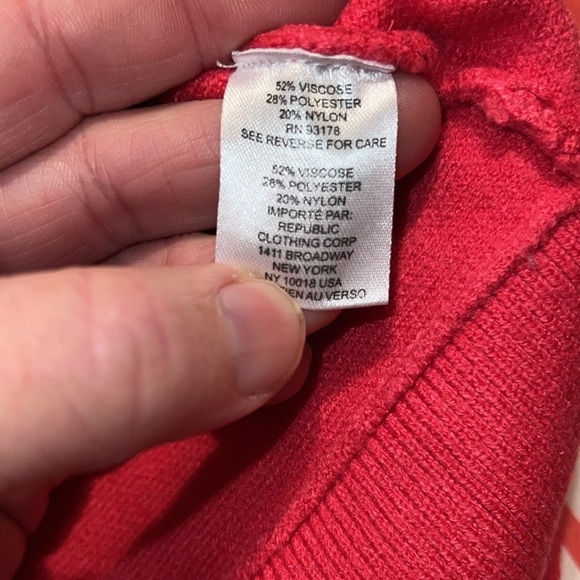 52% VISCOSE
28% POLYESTER
20% NYLON
RN 93178
SEE REVERSE FOR CARE
52% VISCOSE
28% POLYESTER
20% NYLON
IMPORTÉ PAR:
REPUBLIC
CLOTHING CORP
1411 BROADWAY
NEW YORK
NY 10018 USA
AU VERSO